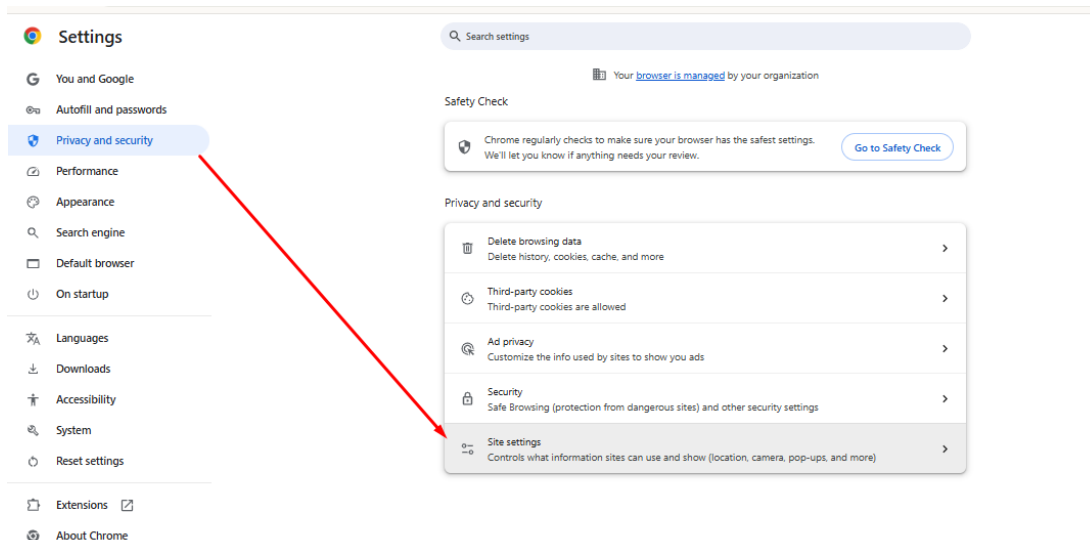 Settings
Search settings
You and Google
Autofill and passwords
Privacy and security
Performance
Appearance
Search engine
Default browser
On startup
Languages
Downloads
Accessibility
System
Reset settings
Extensions
About Chrome
Your browser is managed by your organization
Safety Check
Chrome regularly checks to make sure your browser has the safest settings.
We'll let you know if anything needs your review.
Go to Safety Check
Privacy and security
Delete browsing data
Delete history, cookies, cache, and more
Third-party cookies
Third-party cookies are allowed
Ad privacy
Customize the info used by sites to show you ads
Security
Safe Browsing (protection from dangerous sites) and other security settings
Site settings
Controls what information sites can use and show (location, camera, pop-ups, and more)